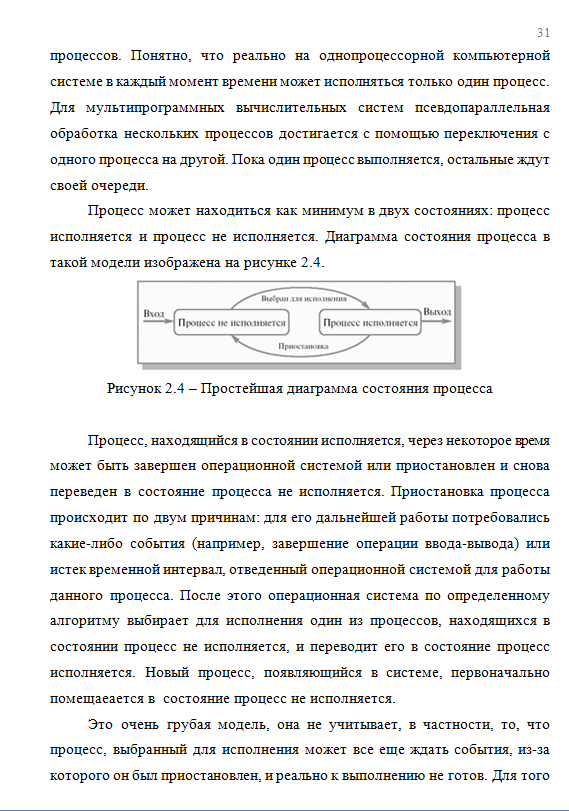 31
процессов. Понятно, что реально на однопроцессорной компьютерной
системе в каждый момент времени может исполняться только один процесс.
Для мультипрограммных вычислительных систем псевдопараллельная
обработка нескольких процессов достигается с помощью переключения с
одного процесса на другой. Пока один процесс выполняется, остальные ждут
своей очереди.
Процесс может находиться как минимум в двух состояниях: процесс
исполняется и процесс не исполняется. Диаграмма состояния процесса в
такой модели изображена на рисунке 2.4.
Выбран для исполнения
Вход
Выход
Процесс не исполняется
Процесс исполняется
Приостановка
Рисунок 2.4 – Простейшая диаграмма состояния процесса
Процесс, находящийся в состоянии исполняется, через некоторое время
может быть завершен операционной системой или приостановлен и снова
переведен в состояние процесса не исполняется. Приостановка процесса
происходит по двум причинам: для его дальнейшей работы потребовались
какие-либо события (например, завершение операции ввода-вывода) или
истек временной интервал, отведенный операционной системой для работы
данного процесса. После этого операционная система по определенному
алгоритму выбирает для исполнения один из процессов, находящихся в
состоянии процесс не исполняется, и переводит его в состояние процесс
исполняется. Новый процесс, появляющийся в системе, первоначально
помещаеается в состояние процесс не исполняется.
Это очень грубая модель, она не учитывает, в частности, то, что
процесс, выбранный для исполнения может все еще ждать события, из-за
которого он был приостановлен, и реально к выполнению не готов. Для того